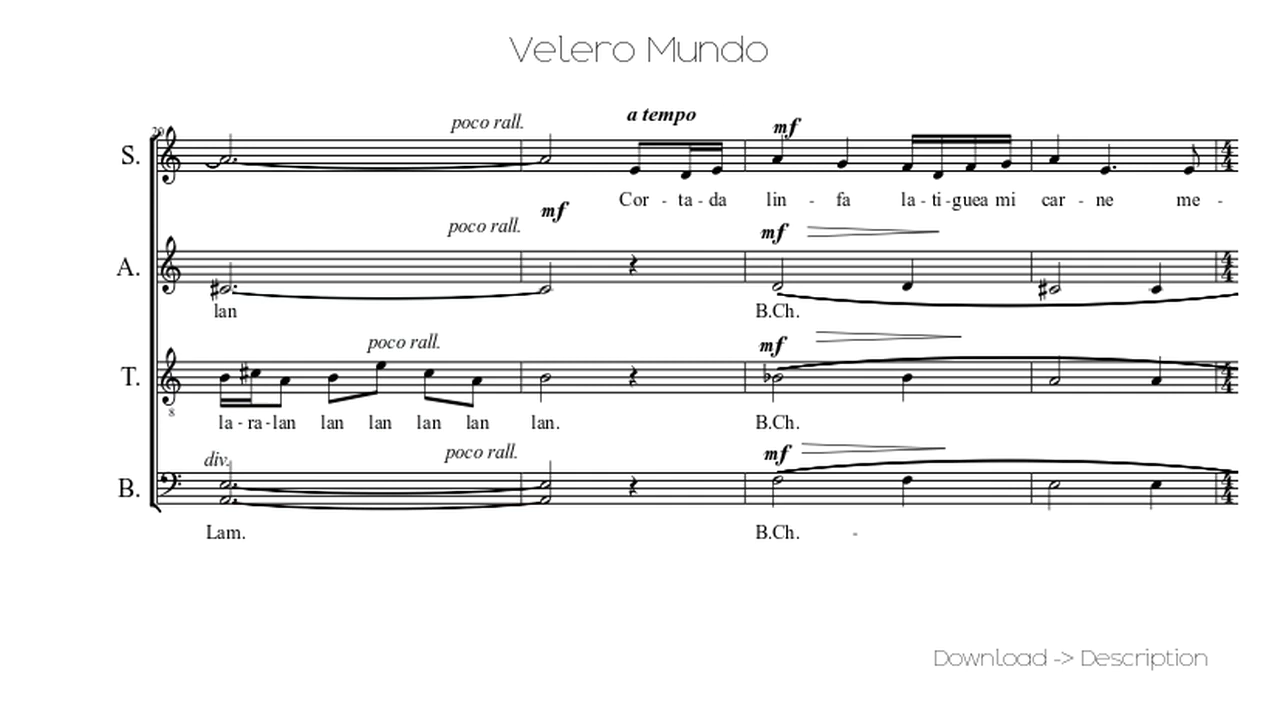 Velero Mundo
poco rall.
a tempo
mf
S.
Cor - ta - da lin - fa la - ti - guea mi car - ne me -
mf
poco rall.
mf
A.
lan B.Ch.
poco rall.
mf
T.
8
la - ra - lan lan lan lan lan lan. B.Ch.
div.
poco rall.
mf
B.
Lam. B.Ch. -
Download -> Description